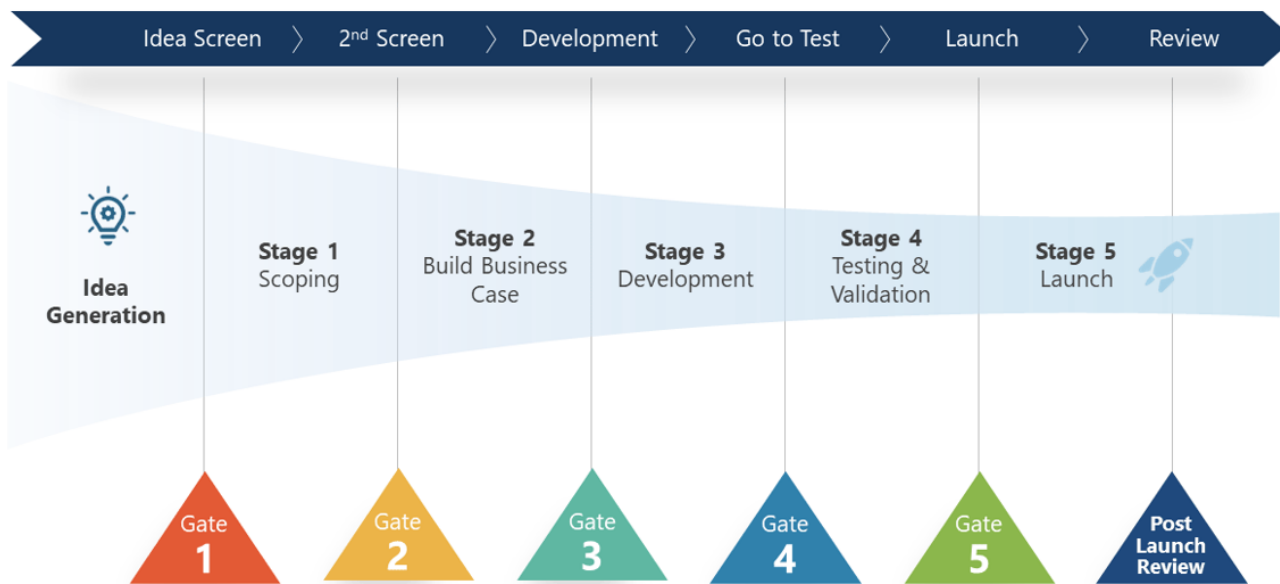 Idea Screen
2nd Screen
Development
Go to Test
Launch
Review
Idea
Generation
Stage 1
Scoping
Stage 2
Build Business
Case
Stage 3
Development
Stage 4
Testing &
Validation
Stage 5
Launch
Gate
1
Gate
2
Gate
3
Gate
4
Gate
5
Post
Launch
Review